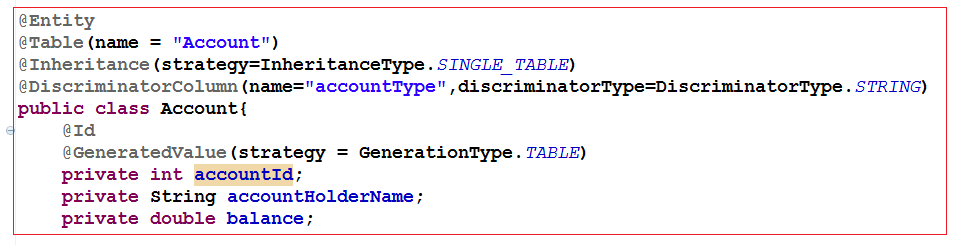 @Entity
@Table(name = "Account")
@Inheritance(strategy=InheritanceType.SINGLE_TABLE)
@DiscriminatorColumn(name="accountType",discriminatorType=DiscriminatorType.STRING)
public class Account{
    @Id
    @GeneratedValue(strategy = GenerationType.TABLE)
    private int accountId;
    private String accountHolderName;
    private double balance;